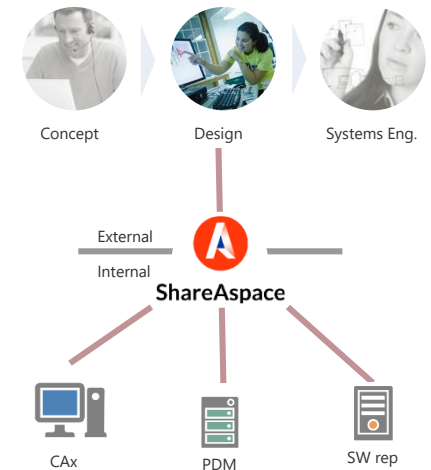 Concept
Design
Systems Eng.
External
Internal
ShareAspace
CAx
PDM
SW rep